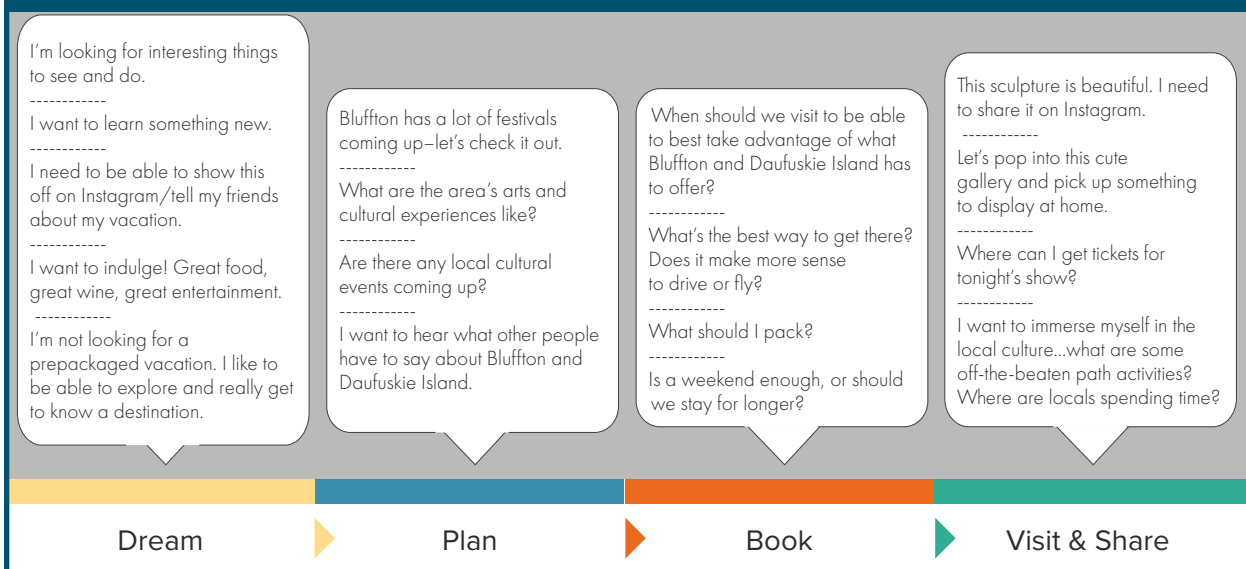 I'm looking for interesting things
to see and do.
------------
I want to learn something new.
------------
I need to be able to show this
off on Instagram/tell my friends
about my vacation.
------------
I want to indulge! Great food,
great wine, great entertainment.
------------
I'm not looking for a
prepackaged vacation. I like to
be able to explore and really get
to know a destination.
Bluffton has a lot of festivals
coming up–let's check it out.
------------
What are the area's arts and
cultural experiences like?
------------
Are there any local cultural
events coming up?
------------
I want to hear what other people
have to say about Bluffton and
Daufuskie Island.
When should we visit to be able
to best take advantage of what
Bluffton and Daufuskie Island has
to offer?
------------
What's the best way to get there?
Does it make more sense
to drive or fly?
------------
What should I pack?
------------
Is a weekend enough, or should
we stay for longer?
This sculpture is beautiful. I need
to share it on Instagram.
------------
Let's pop into this cute
gallery and pick up something
to display at home.
------------
Where can I get tickets for
tonight's show?
------------
I want to immerse myself in the
local culture...what are some
off-the-beaten path activities?
Where are locals spending time?
Dream
Plan
Book
Visit & Share